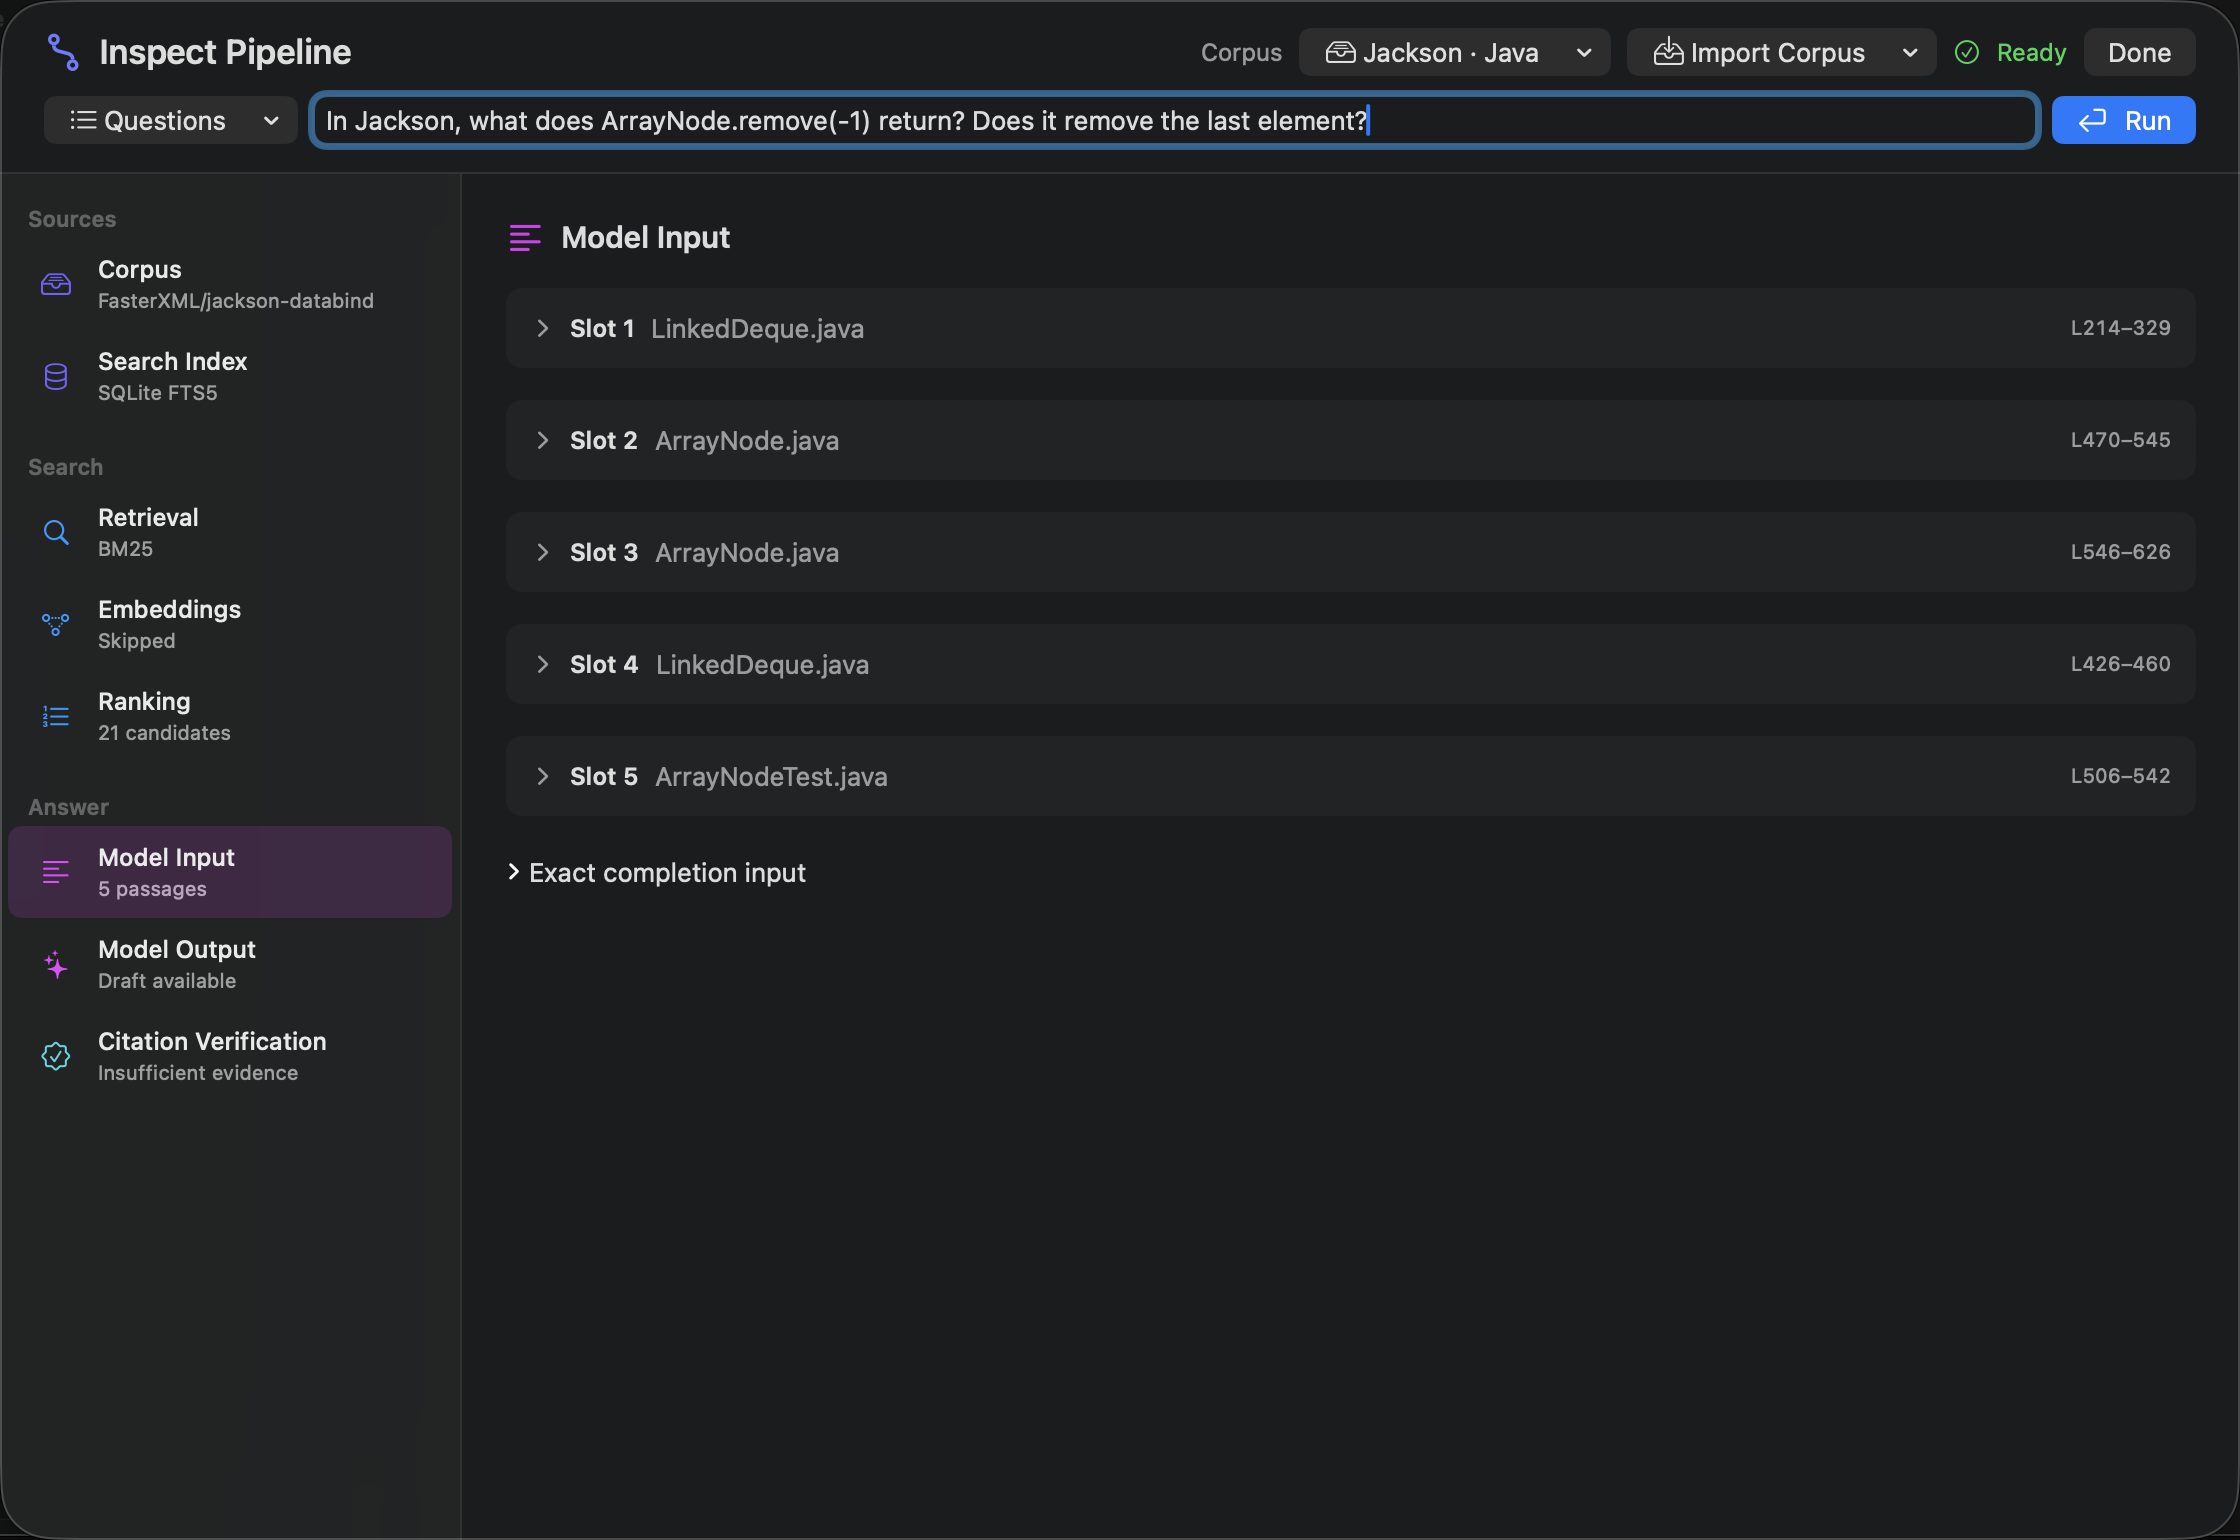 Inspect Pipeline
Corpus Jackson · Java Import Corpus Ready Done
Questions In Jackson, what does ArrayNode.remove(-1) return? Does it remove the last element? Run
Sources
Corpus
FasterXML/jackson-databind
Search Index
SQLite FTS5
Search
Retrieval
BM25
Embeddings
Skipped
Ranking
21 candidates
Answer
Model Input
5 passages
Model Output
Draft available
Citation Verification
Insufficient evidence
Model Input
Slot 1 LinkedDeque.java L214–329
Slot 2 ArrayNode.java L470–545
Slot 3 ArrayNode.java L546–626
Slot 4 LinkedDeque.java L426–460
Slot 5 ArrayNodeTest.java L506–542
Exact completion input